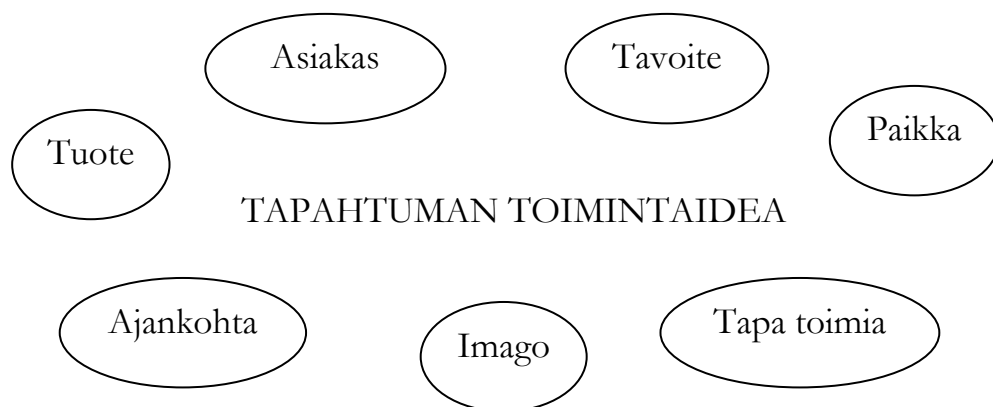 Asiakas
Tavoite
Paikka
Tuote
TAPAHTUMAN TOIMINTAIDEA
Ajankohta
Imago
Tapa toimia